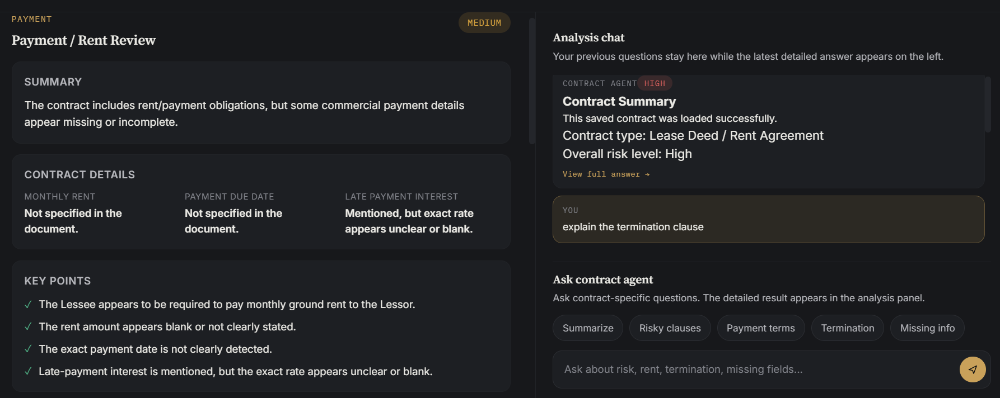 PAYMENT
MEDIUM
Payment / Rent Review
SUMMARY
The contract includes rent/payment obligations, but some commercial payment details
appear missing or incomplete.
CONTRACT DETAILS
MONTHLY RENT
Not specified in the
document.
PAYMENT DUE DATE
Not specified in the
document.
LATE PAYMENT INTEREST
Mentioned, but exact rate
appears unclear or blank.
KEY POINTS
✓ The Lessee appears to be required to pay monthly ground rent to the Lessor.
✓ The rent amount appears blank or not clearly stated.
✓ The exact payment date is not clearly detected.
✓ Late-payment interest is mentioned, but the exact rate appears unclear or blank.
Analysis chat
Your previous questions stay here while the latest detailed answer appears on the left.
CONTRACT AGENT HIGH
Contract Summary
This saved contract was loaded successfully.
Contract type: Lease Deed / Rent Agreement
Overall risk level: High
View full answer →
YOU
explain the termination clause
Ask contract agent
Ask contract-specific questions. The detailed result appears in the analysis panel.
Summarize
Risky clauses
Payment terms
Termination
Missing info
Ask about risk, rent, termination, missing fields...